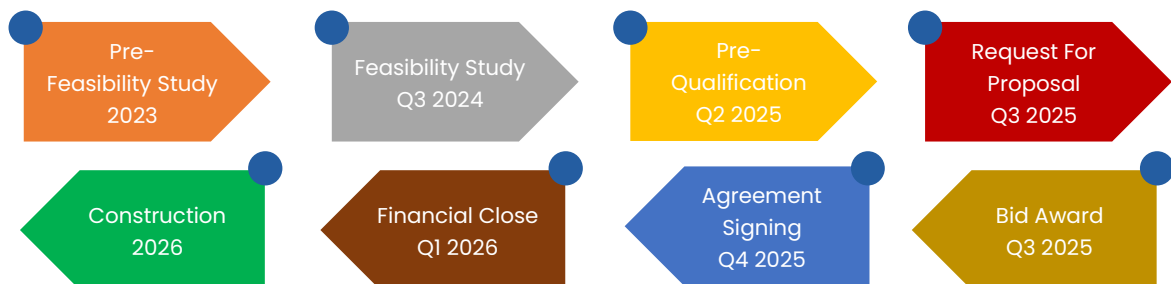 Pre-
Feasibility Study
2023
Feasibility Study
Q3 2024
Pre-
Qualification
Q2 2025
Request For
Proposal
Q3 2025
Bid Award
Q3 2025
Agreement
Signing
Q4 2025
Financial Close
Q1 2026
Construction
2026